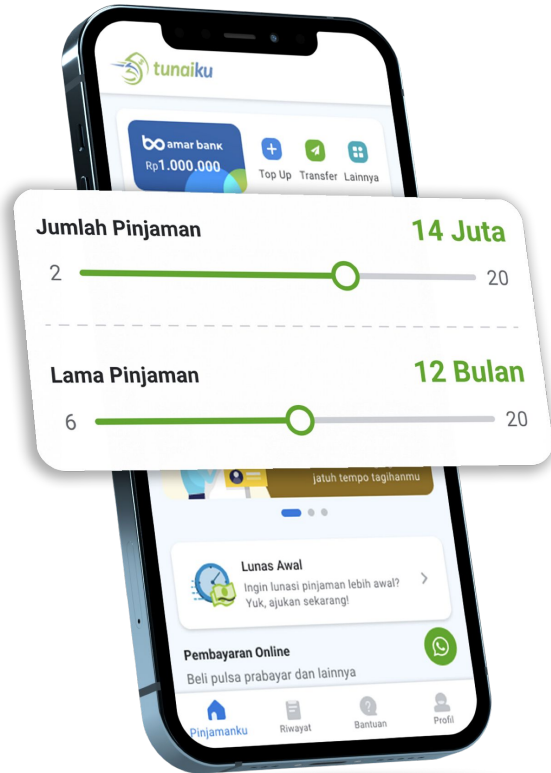 tunaiku
amar bank
Rp1.000.000
Top Up Transfer Lainnya
Jumlah Pinjaman 14 Juta
2 20
Lama Pinjaman 12 Bulan
6 20
jatuh tempo tagihanmu
Lunas Awal
Ingin lunasi pinjaman lebih awal?
Yuk, ajukan sekarang!
Pembayaran Online
Beli pulsa prabayar dan lainnya
Pinjamanku Riwayat Bantuan Profil